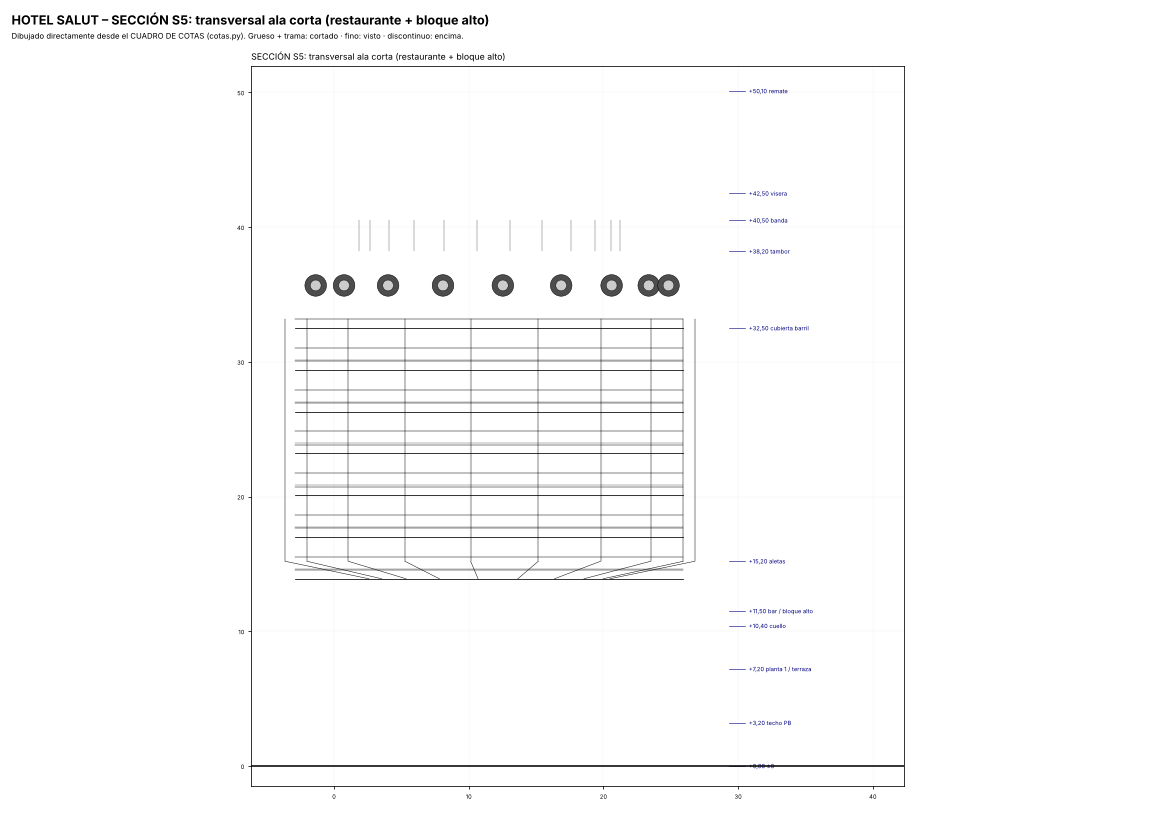 HOTEL SALUT – SECCIÓN S5: transversal ala corta (restaurante + bloque alto)
Dibujado directamente desde el CUADRO DE COTAS (cotas.py). Grueso + trama: cortado · fino: visto · discontinuo: encima.
SECCIÓN S5: transversal ala corta (restaurante + bloque alto)
50
+50,10 remate
+42,50 visera
+40,50 banda
40
+38,20 tambor
+32,50 cubierta barril
30
20
+15,20 aletas
+11,50 bar / bloque alto
+10,40 cuello
10
+7,20 planta 1 / terraza
+3,20 techo PB
0
0 10 20 30 40